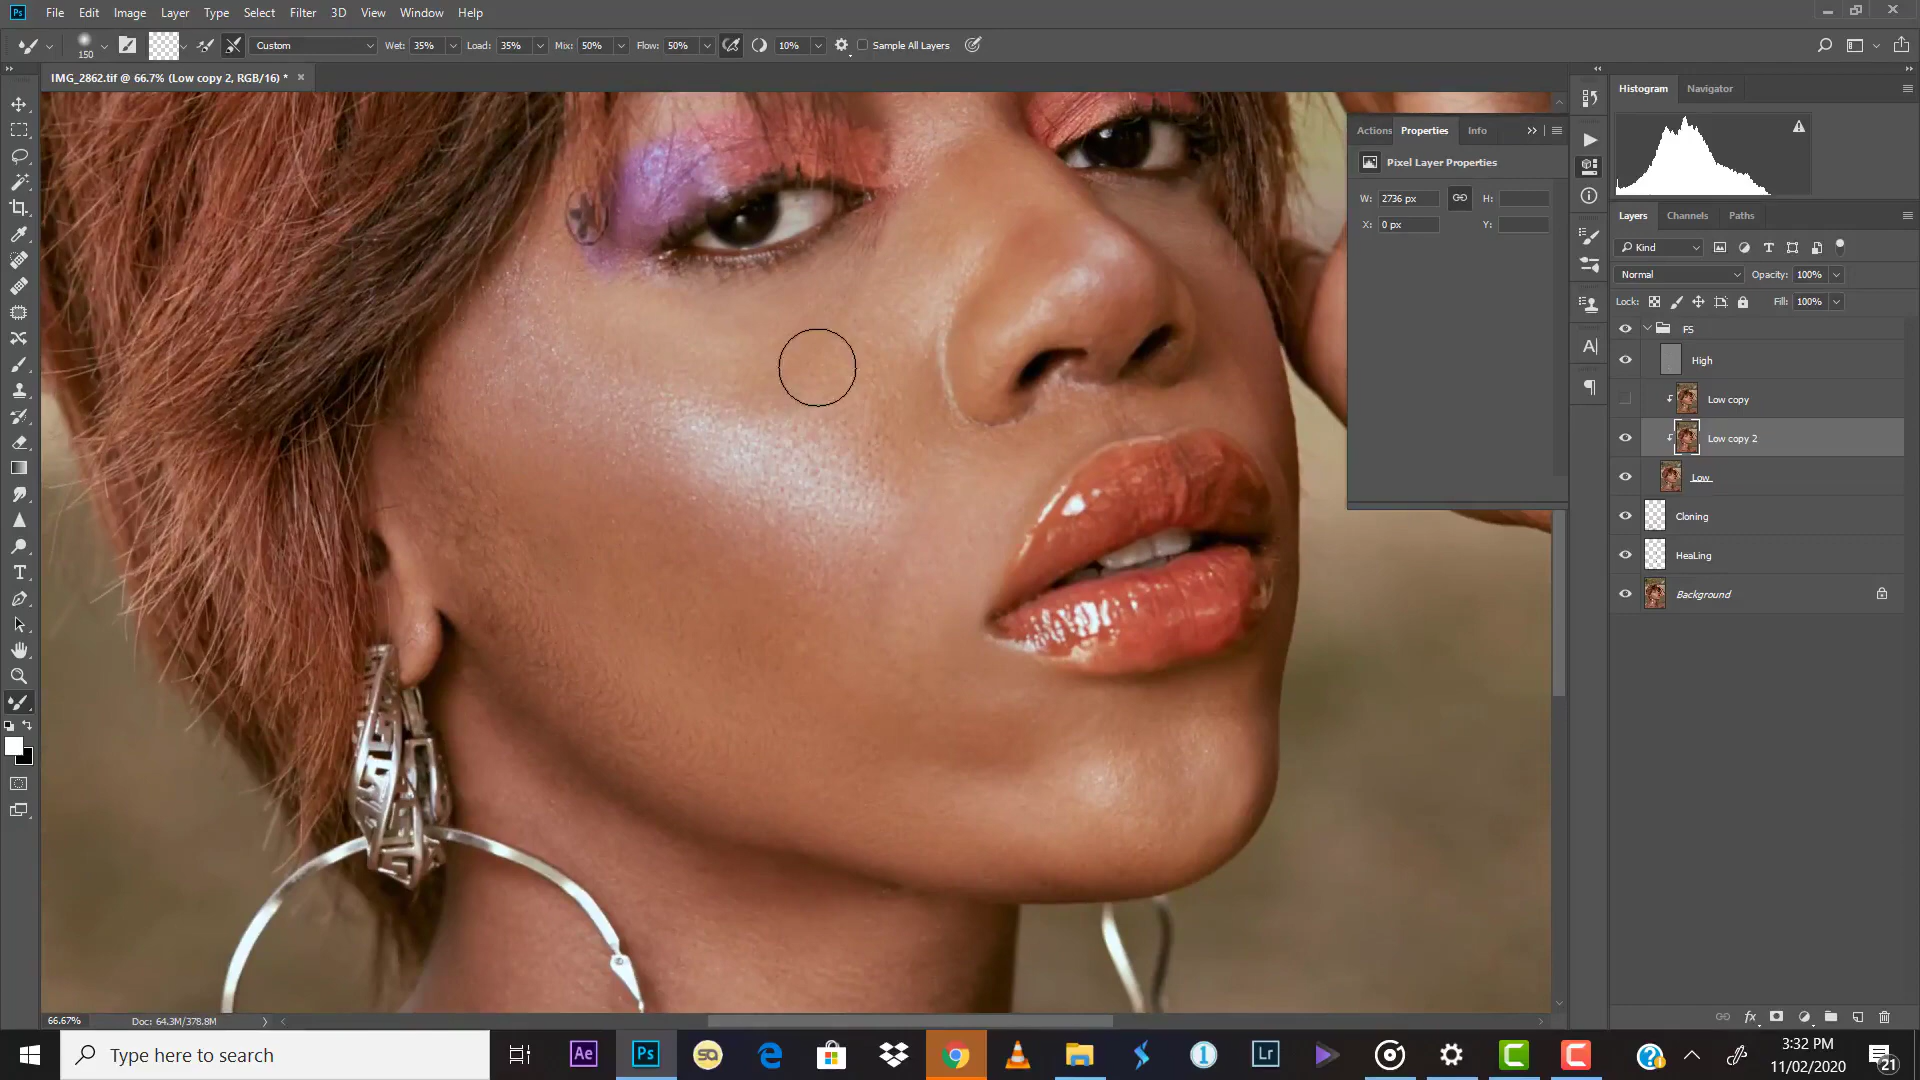 Ps File Edit Image Layer Type Select Filter 3D View Window Help
150 Custom Wet: 35% Load: 35% Mix: 50% Flow: 50% 10% Sample All Layers
IMG_2862.tif @ 66.7% (Low copy 2, RGB/16) * ×
Histogram Navigator
Actions Properties Info
Pixel Layer Properties
W: 2736 px H:
X: 0 px Y:
Layers Channels Paths
Kind
Normal Opacity: 100%
Lock: Fill: 100%
FS
High
Low copy
Low copy 2
Low
Cloning
HeaLing
Background
66.67% Doc: 64.3M/378.8M
Type here to search
Ae Ps Lr
3:32 PM
11/02/2020
21